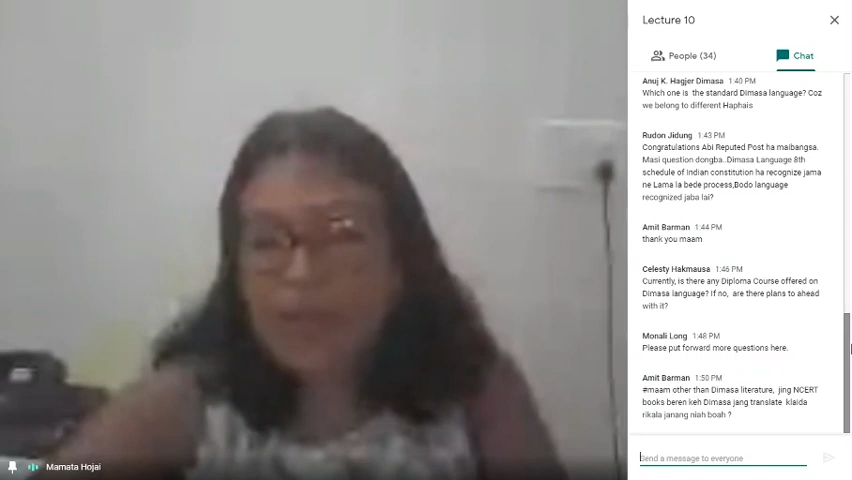 Lecture 10
People (34)
Chat
Anuj K. Hagjer Dimasa 1:40 PM
Which one is the standard Dimasa language? Coz
we belong to different Haphais
Rudon Jidung 1:43 PM
Congratulations Abi Reputed Post ha maibangsa.
Masi question dongba..Dimasa Language 8th
schedule of Indian constitution ha recognize jama
ne Lama la bede process,Bodo language
recognized jaba lai?
Amit Barman 1:44 PM
thank you maam
Celesty Hakmausa 1:46 PM
Currently, is there any Diploma Course offered on
Dimasa language? If no, are there plans to ahead
with it?
Monali Long 1:48 PM
Please put forward more questions here.
Amit Barman 1:50 PM
#maam other than Dimasa literature, jing NCERT
books beren keh Dimasa jang translate klaida
rikala janang niah boah ?
Send a message to everyone
Mamata Hojai